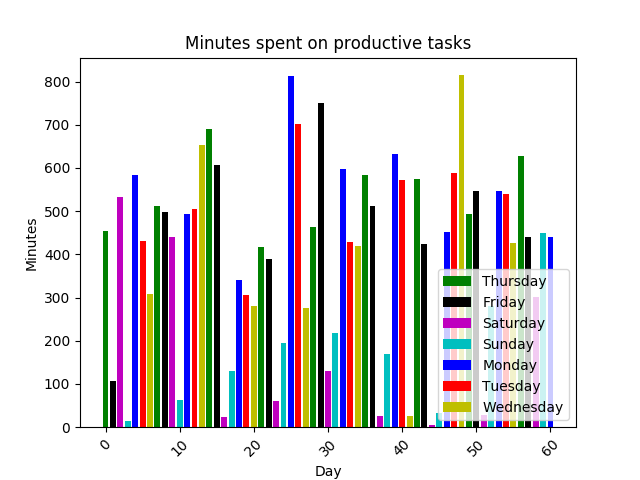 Minutes spent on productive tasks
800
700
600
500
400
300
200
100
0
Minutes
Thursday
Friday
Saturday
Sunday
Monday
Tuesday
Wednesday
0 10 20 30 40 50 60
Day